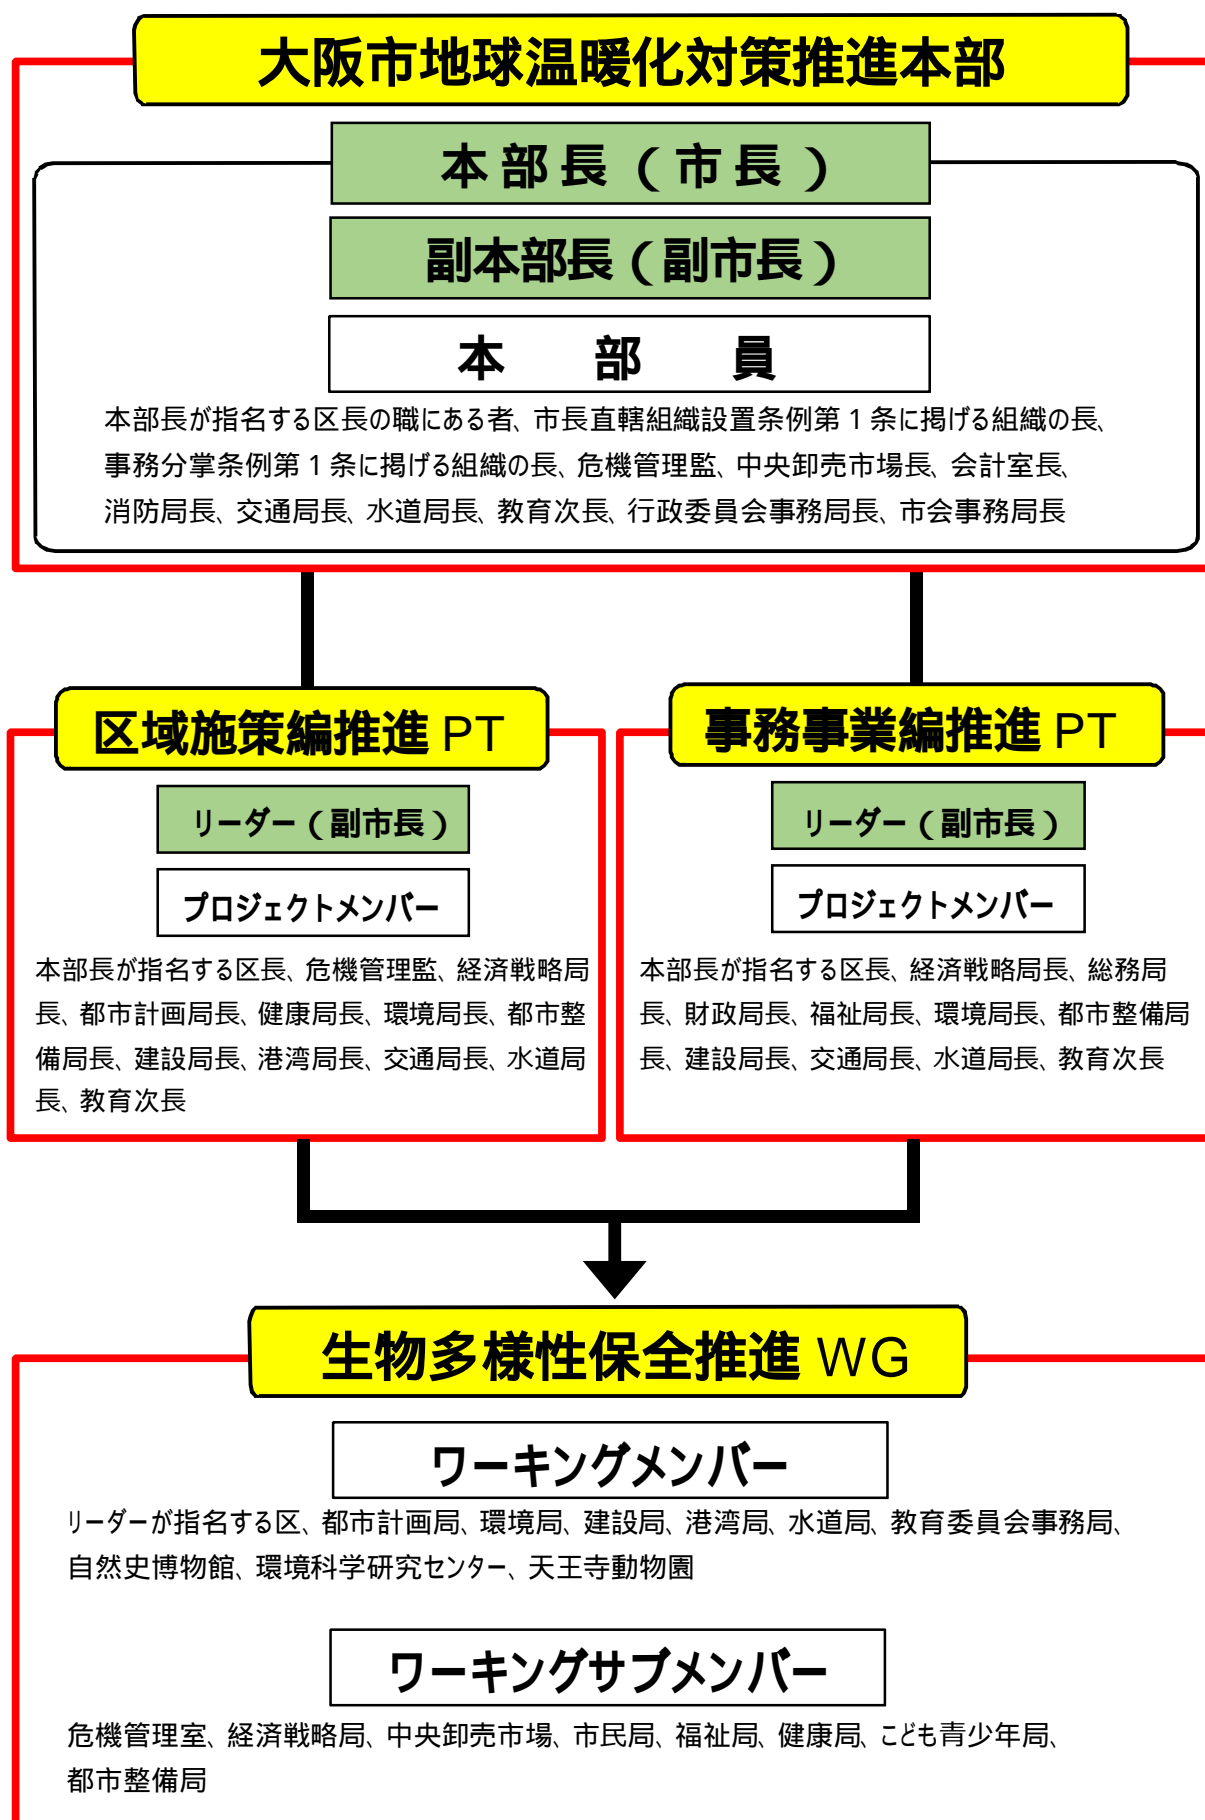 大阪市地球温暖化対策推進本部
本部長（市長）
副本部長（副市長）
本　部　員
本部長が指名する区長の職にある者、市長直轄組織設置条例第1条に掲げる組織の長、
事務分掌条例第1条に掲げる組織の長、危機管理監、中央卸売市場長、会計室長、
消防局長、交通局長、水道局長、教育次長、行政委員会事務局長、市会事務局長
区域施策編推進PT
リーダー（副市長）
プロジェクトメンバー
本部長が指名する区長、危機管理監、経済戦略局
長、都市計画局長、健康局長、環境局長、都市整
備局長、建設局長、港湾局長、交通局長、水道局
長、教育次長
事務事業編推進PT
リーダー（副市長）
プロジェクトメンバー
本部長が指名する区長、経済戦略局長、総務局
長、財政局長、福祉局長、環境局長、都市整備局
長、建設局長、交通局長、水道局長、教育次長
生物多様性保全推進WG
ワーキングメンバー
リーダーが指名する区、都市計画局、環境局、建設局、港湾局、水道局、教育委員会事務局、
自然史博物館、環境科学研究センター、天王寺動物園
ワーキングサブメンバー
危機管理室、経済戦略局、中央卸売市場、市民局、福祉局、健康局、こども青少年局、
都市整備局